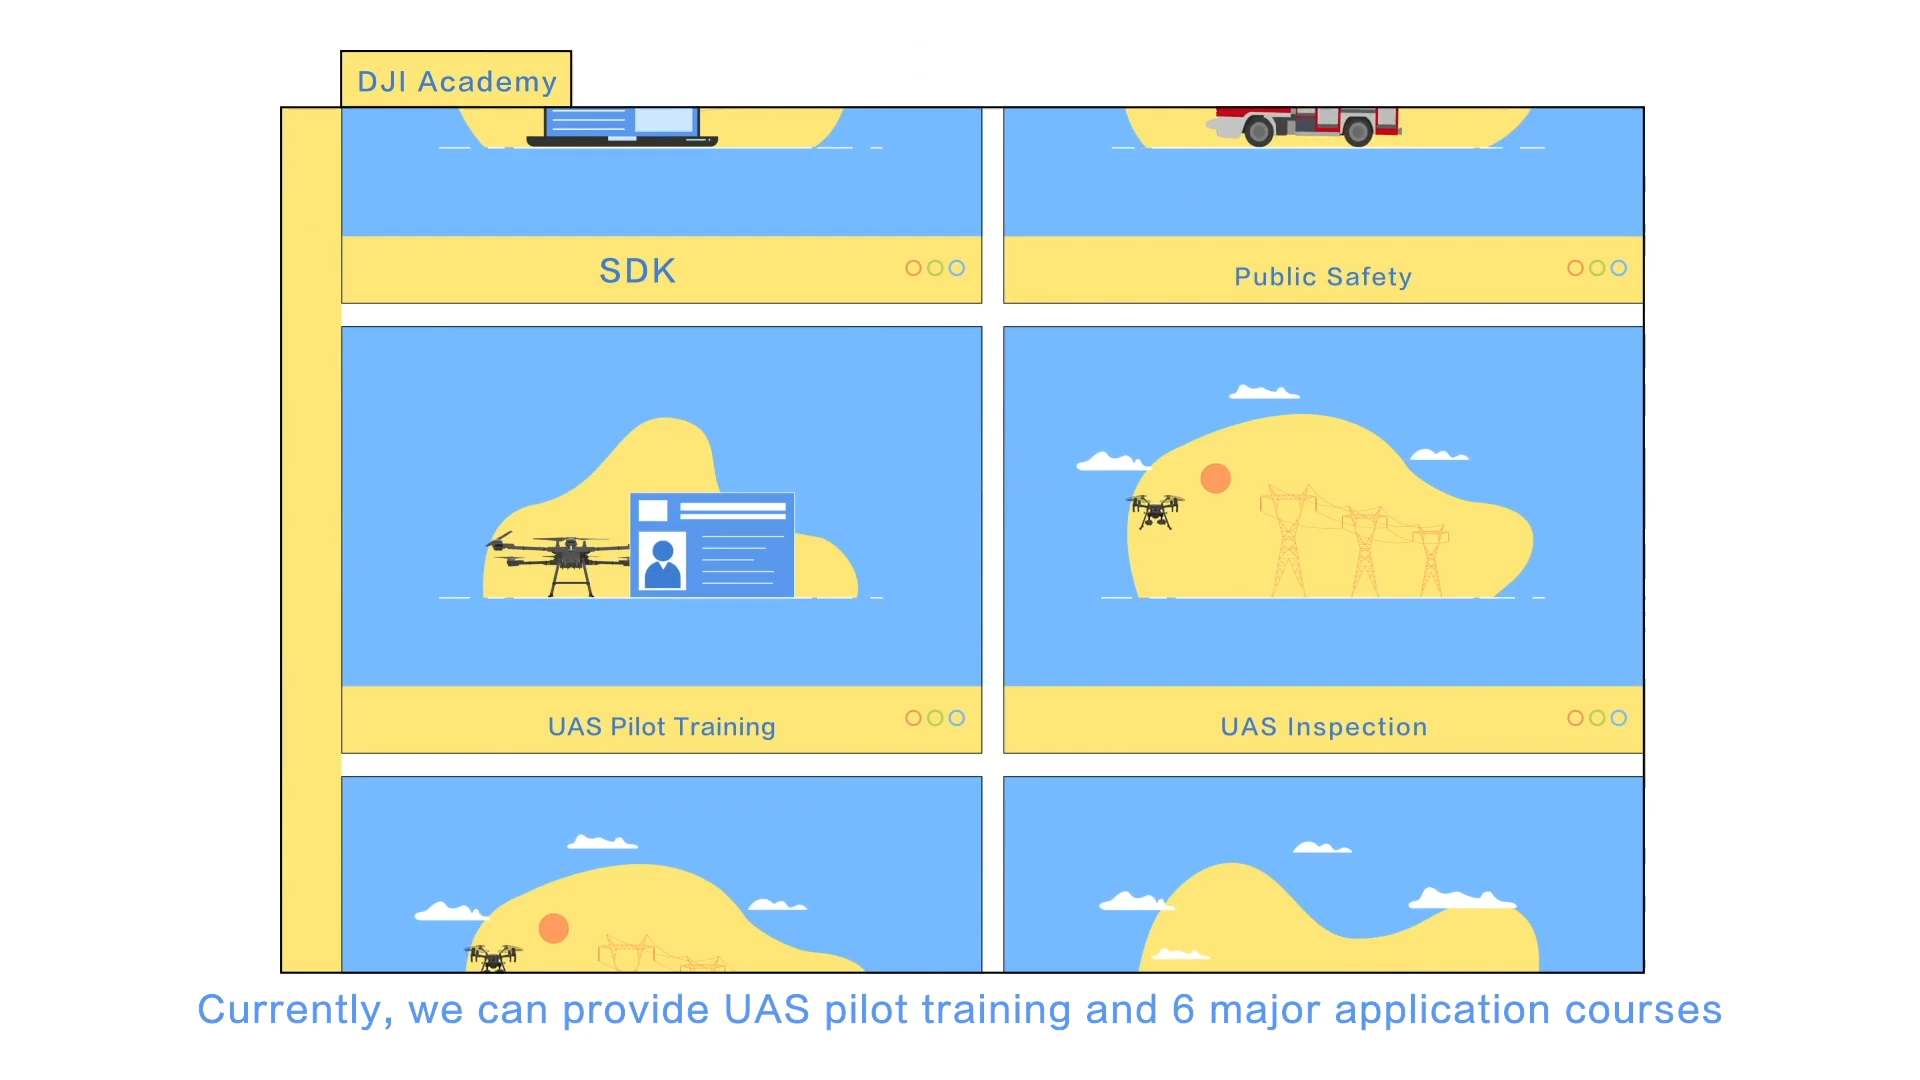 DJI Academy
SDK
Public Safety
UAS Pilot Training
UAS Inspection
Currently, we can provide UAS pilot training and 6 major application courses